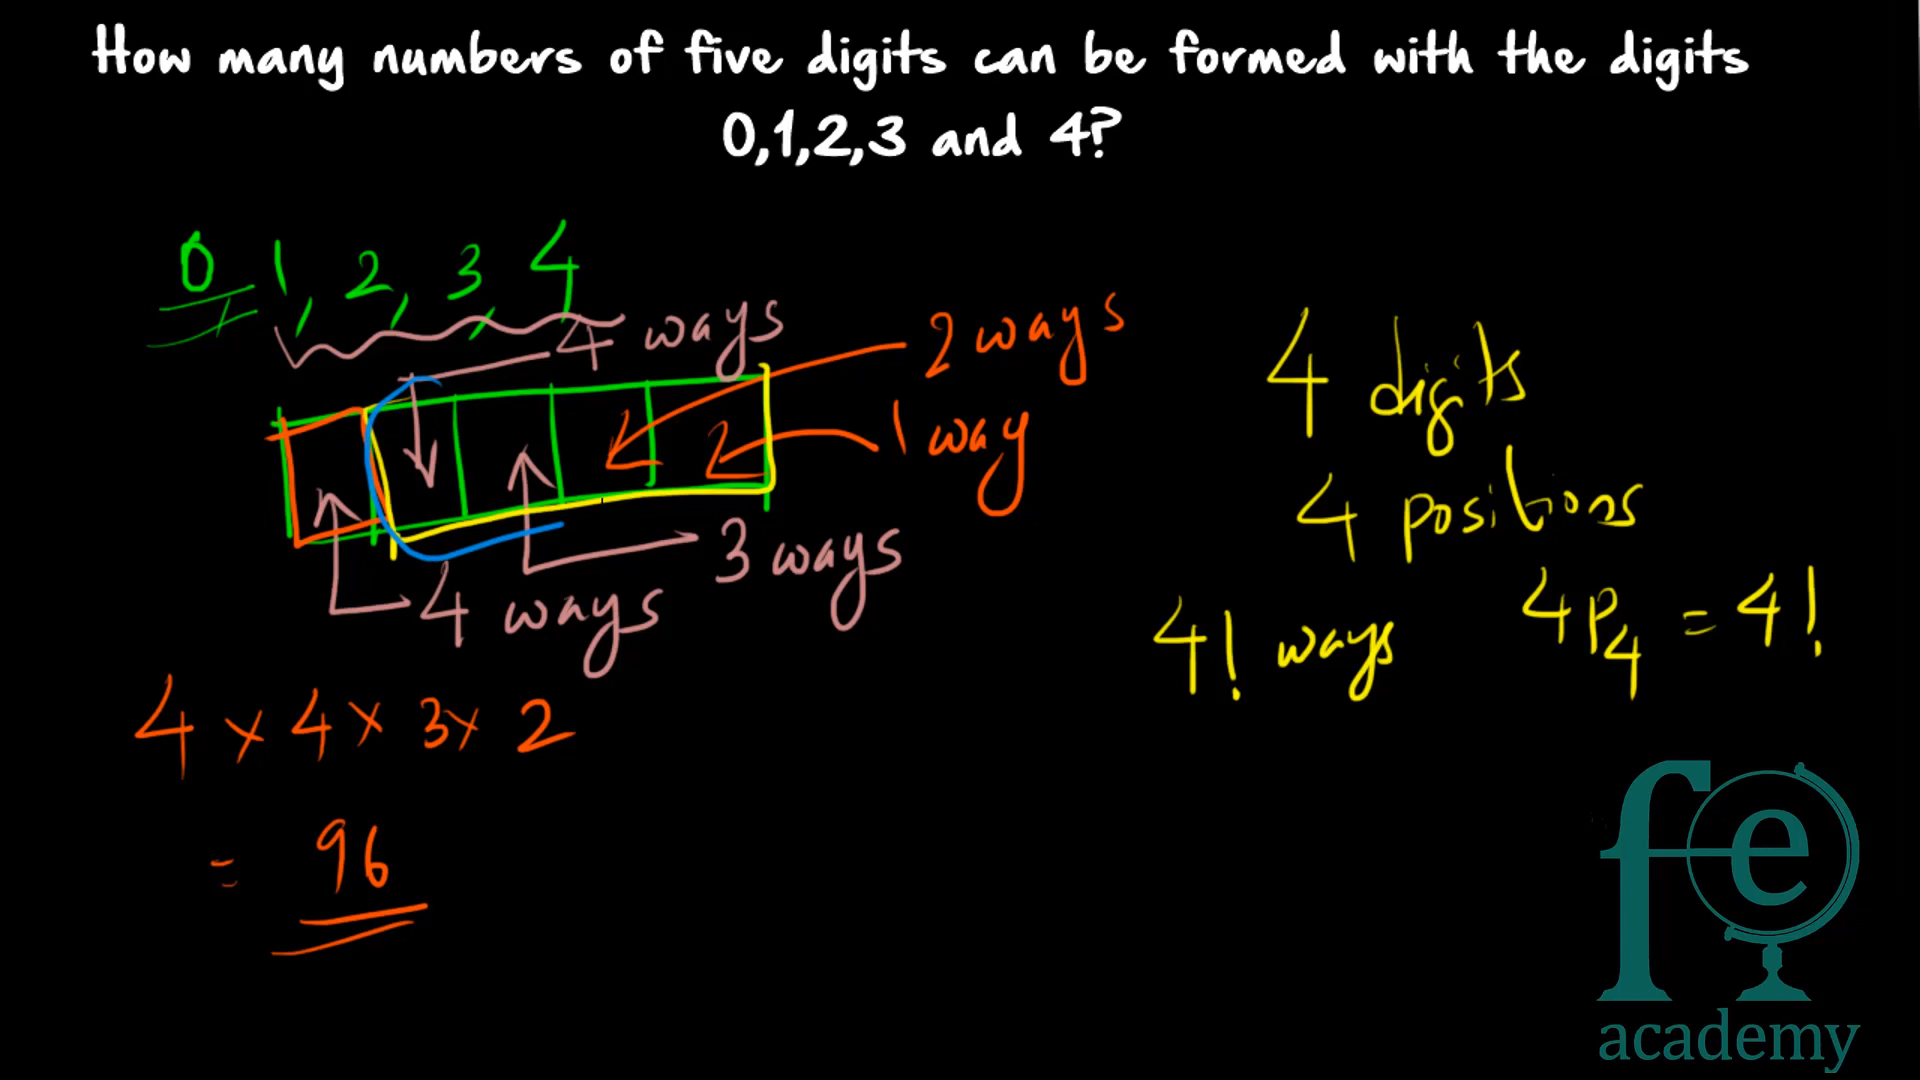 How many numbers of five digits can be formed with the digits
0,1,2,3 and 4?
0 1, 2, 3, 4
4 ways
2 ways
1 way
3 ways
4 ways
4 × 4 × 3 × 2
= 96
4 digits
4 positions
4! ways 4P4 = 4!
fe
academy